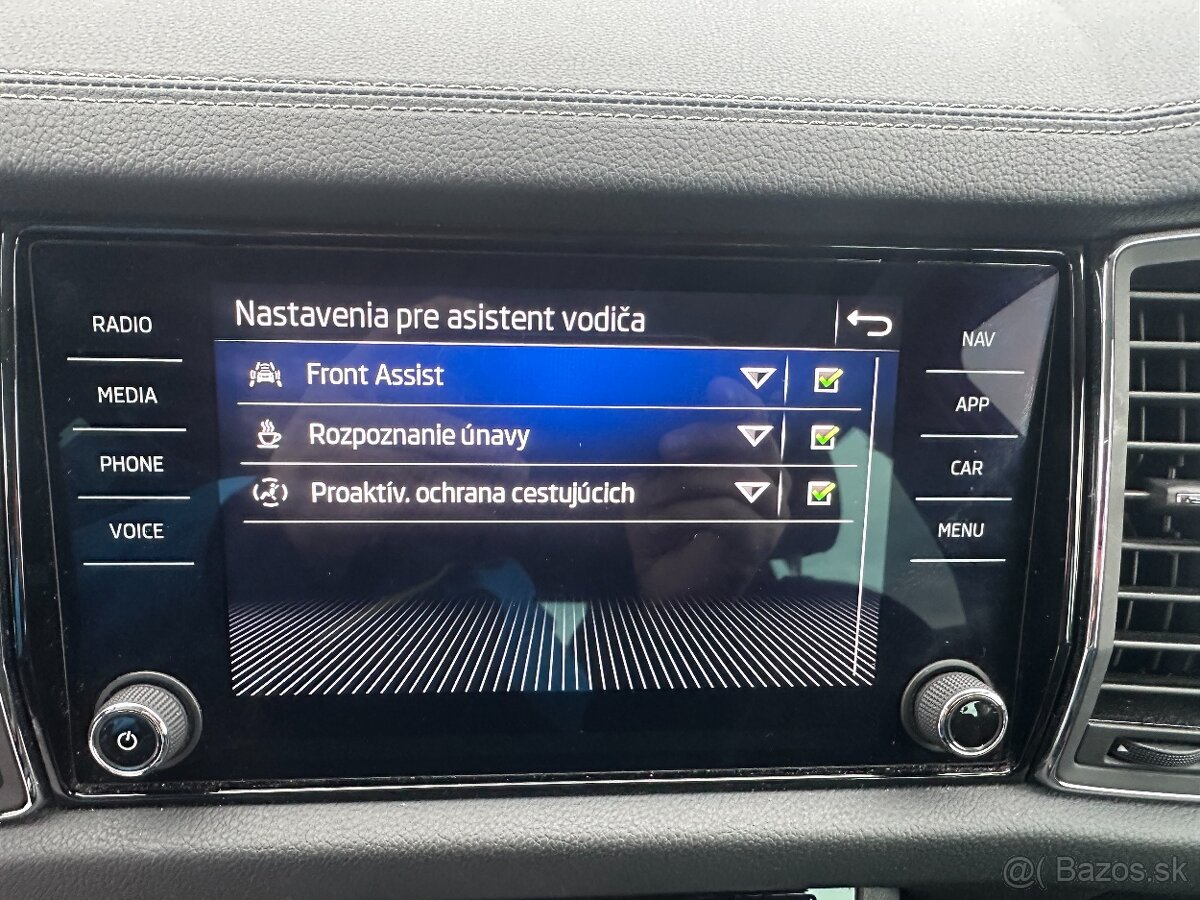 Nastavenia pre asistent vodiča
RADIO
MEDIA
PHONE
VOICE
Front Assist
Rozpoznanie únavy
Proaktív. ochrana cestujúcich
NAV
APP
CAR
MENU
@( Bazos.sk